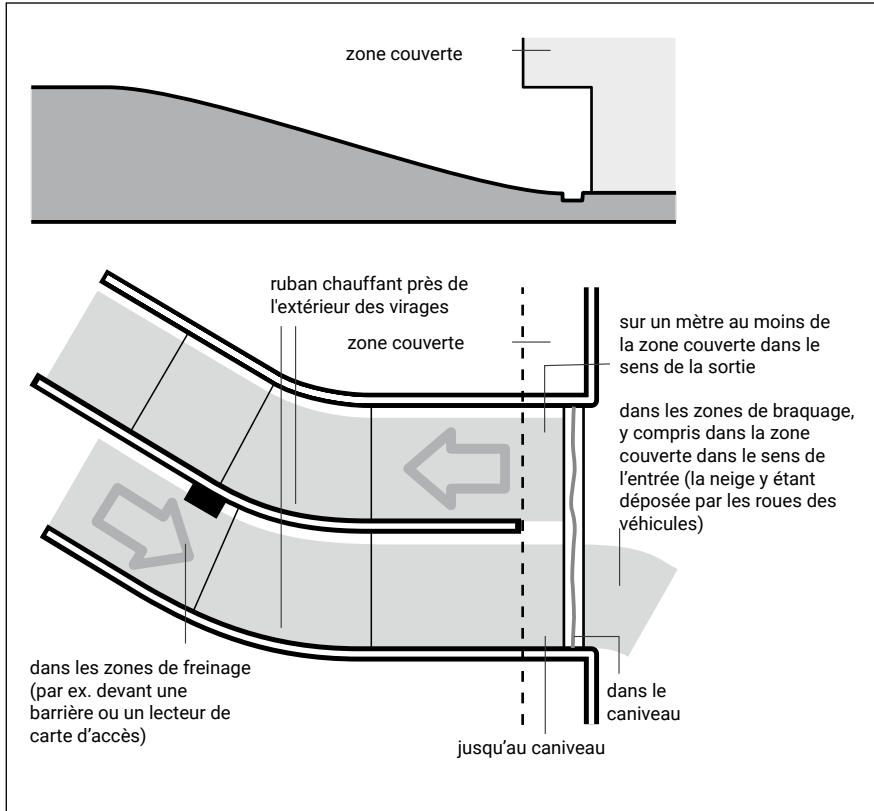 zone couverte
ruban chauffant près de
l'extérieur des virages
zone couverte
sur un mètre au moins de
la zone couverte dans le
sens de la sortie
dans les zones de braquage,
y compris dans la zone
couverte dans le sens de
l’entrée (la neige y étant
déposée par les roues des
véhicules)
dans les zones de freinage
(par ex. devant une
barrière ou un lecteur de
carte d’accès)
dans le
caniveau
jusqu’au caniveau